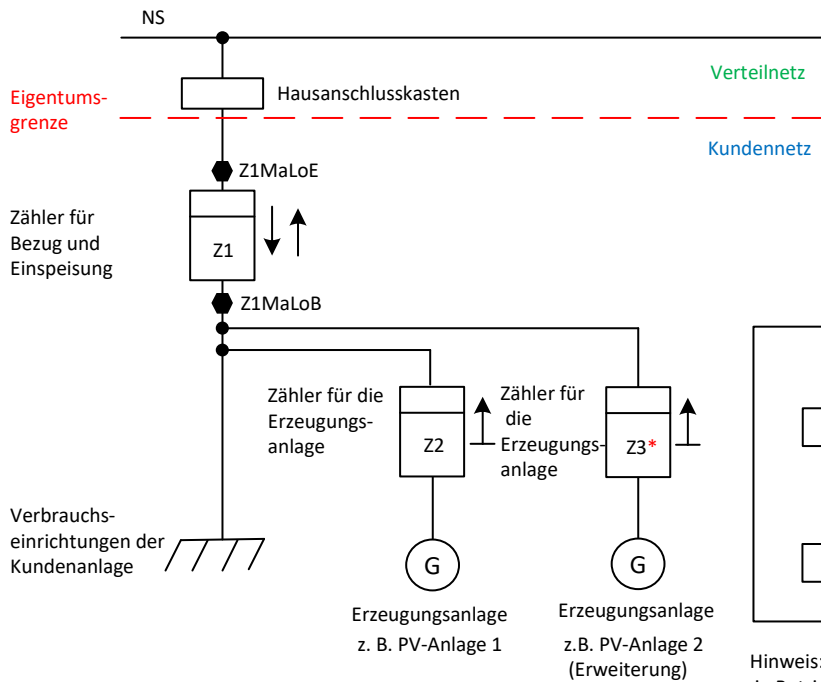 NS
Verteilnetz
Hausanschlusskasten
Eigentums-
grenze
Kundennetz
Z1MaLoE
Zähler für
Bezug und
Einspeisung
Z1
Z1MaLoB
Zähler für die
Erzeugungs-
anlage
Z2
Zähler für
die
Erzeugungs-
anlage
Z3*
Verbrauchs-
einrichtungen der
Kundenanlage
G
G
Erzeugungsanlage
z. B. PV-Anlage 1
Erzeugungsanlage
z.B. PV-Anlage 2
(Erweiterung)
Hinweis: